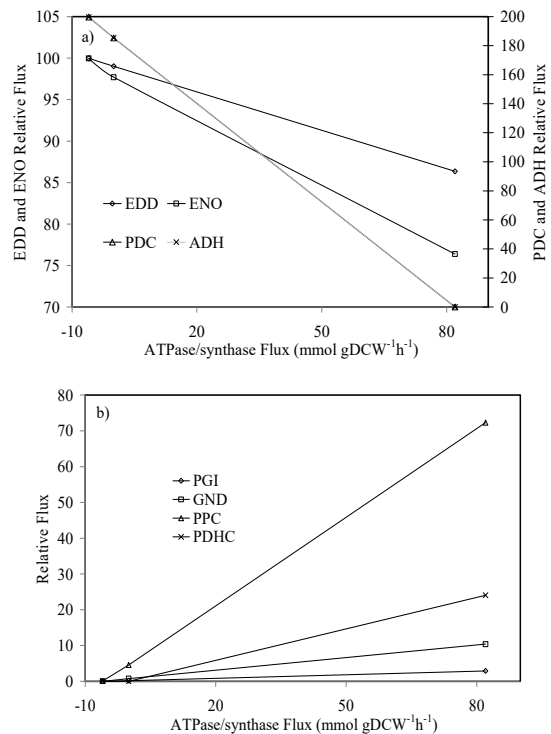 a)
105
100
95
90
85
80
75
70
200
180
160
140
120
100
80
60
40
20
0
EDD and ENO Relative Flux
PDC and ADH Relative Flux
EDD ENO
PDC ADH
-10 20 50 80
ATPase/synthase Flux (mmol gDCW-1h-1)
b)
80
70
60
50
40
30
20
10
0
Relative Flux
PGI
GND
PPC
PDHC
-10 20 50 80
ATPase/synthase Flux (mmol gDCW-1h-1)